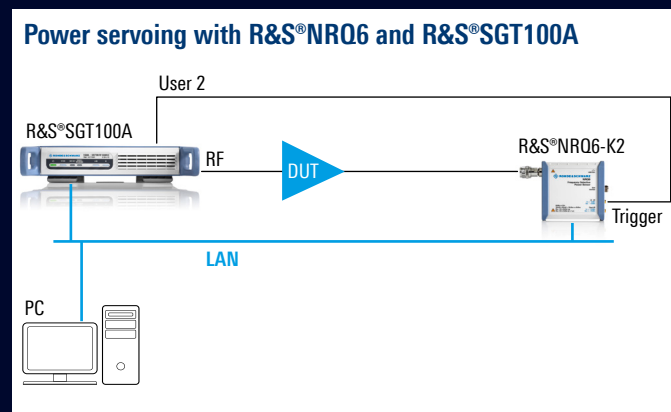 Power servoing with R&S®NRQ6 and R&S®SGT100A
User 2
R&S®SGT100A
RF
DUT
R&S®NRQ6-K2
Trigger
LAN
PC